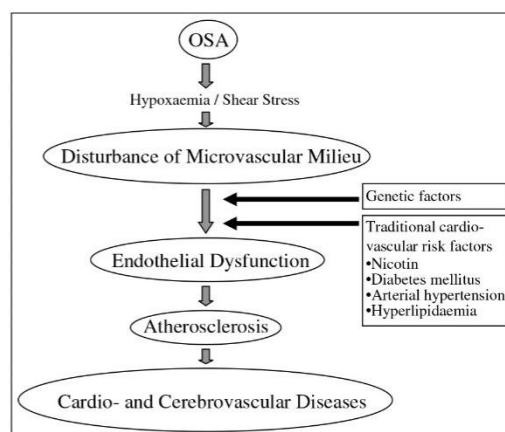 OSA
Hypoxaemia / Shear Stress
Disturbance of Microvascular Milieu
Genetic factors
Traditional cardio-
vascular risk factors
•Nicotin
•Diabetes mellitus
•Arterial hypertension
•Hyperlipidaemia
Endothelial Dysfunction
Atherosclerosis
Cardio- and Cerebrovascular Diseases